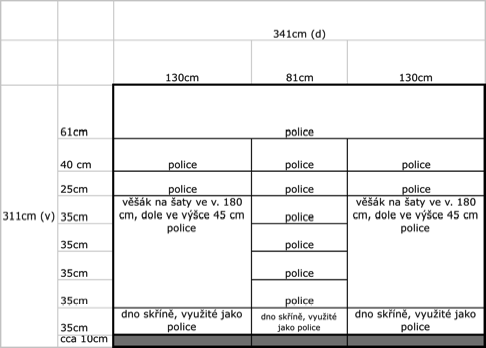 341cm (d)
130cm 81cm 130cm
61cm police
40 cm police police police
25cm police police police
311cm (v) 35cm věšák na šaty ve v. 180 police věšák na šaty ve v. 180
cm, dole ve výšce 45 cm cm, dole ve výšce 45 cm
police police
35cm police
35cm police
35cm police
35cm dno skříně, využité jako dno skříně, využité dno skříně, využité jako
police jako police police
cca 10cm